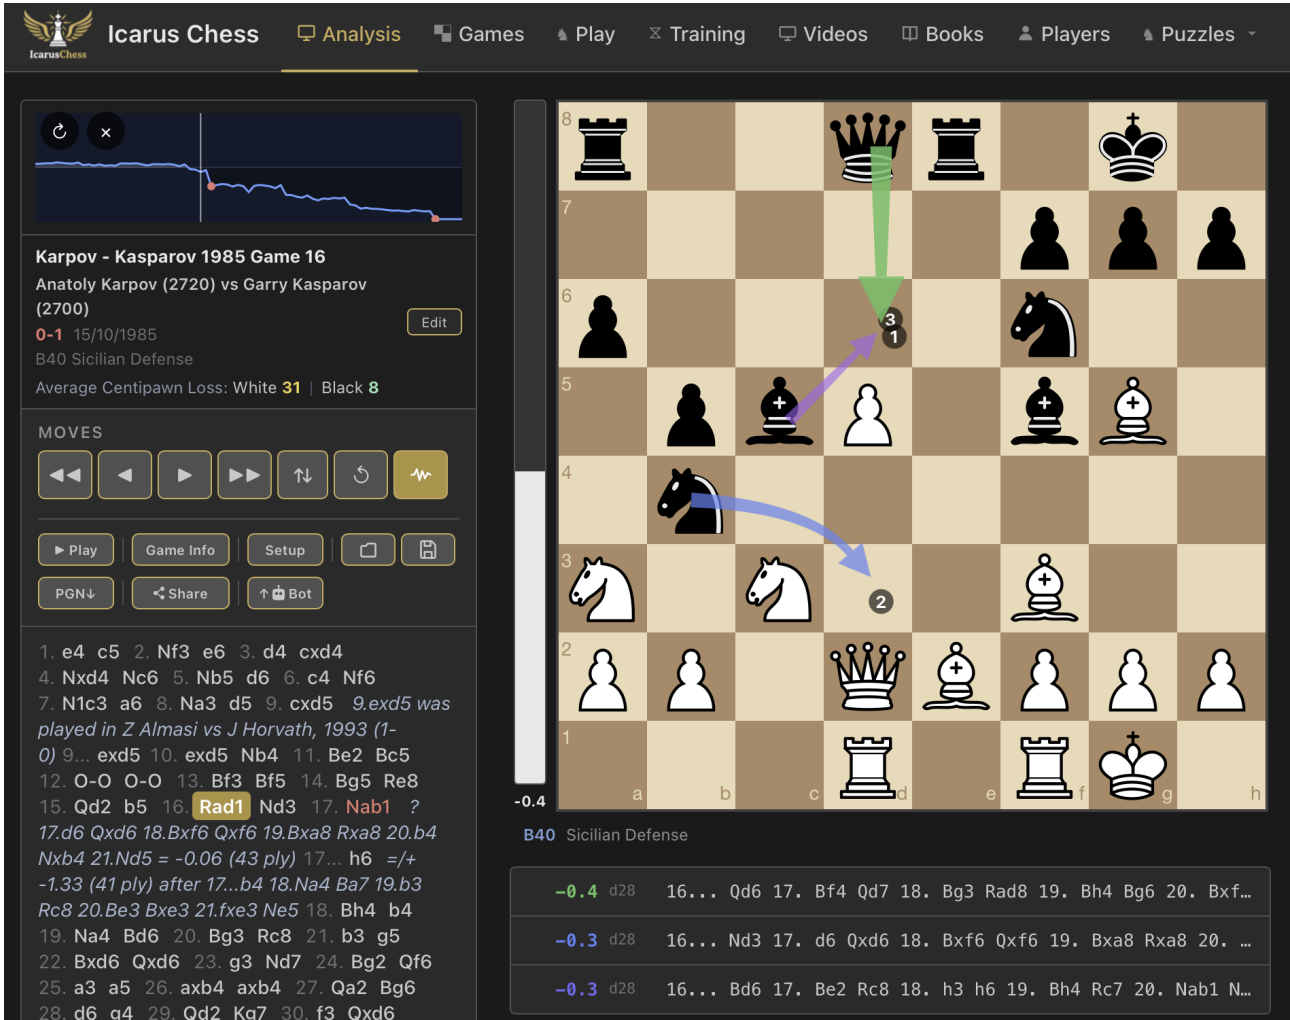 IcarusChess
Icarus Chess
Analysis
Games
Play
Training
Videos
Books
Players
Puzzles
Karpov - Kasparov 1985 Game 16
Anatoly Karpov (2720) vs Garry Kasparov
(2700)
0-1 15/10/1985
B40 Sicilian Defense
Edit
Average Centipawn Loss: White 31 | Black 8
MOVES
Play
Game Info
Setup
PGN↓
Share
↑ Bot
1. e4 c5 2. Nf3 e6 3. d4 cxd4
4. Nxd4 Nc6 5. Nb5 d6 6. c4 Nf6
7. N1c3 a6 8. Na3 d5 9. cxd5 9.exd5 was
played in Z Almasi vs J Horvath, 1993 (1-
0) 9... exd5 10. exd5 Nb4 11. Be2 Bc5
12. O-O O-O 13. Bf3 Bf5 14. Bg5 Re8
15. Qd2 b5 16. Rad1 Nd3 17. Nab1 ?
17.d6 Qxd6 18.Bxf6 Qxf6 19.Bxa8 Rxa8 20.b4
Nxb4 21.Nd5 = -0.06 (43 ply) 17... h6 =/+
-1.33 (41 ply) after 17...b4 18.Na4 Ba7 19.b3
Rc8 20.Be3 Bxe3 21.fxe3 Ne5 18. Bh4 b4
19. Na4 Bd6 20. Bg3 Rc8 21. b3 g5
22. Bxd6 Qxd6 23. g3 Nd7 24. Bg2 Qf6
25. a3 a5 26. axb4 axb4 27. Qa2 Bg6
28. d6 g4 29. Qd2 Kg7 30. f3 Qxd6
-0.4
8
7
6
5
4
3
2
1
a b c d e f g h
3
1
2
B40 Sicilian Defense
-0.4 d28 16... Qd6 17. Bf4 Qd7 18. Bg3 Rad8 19. Bh4 Bg6 20. Bxf…
-0.3 d28 16... Nd3 17. d6 Qxd6 18. Bxf6 Qxf6 19. Bxa8 Rxa8 20. …
-0.3 d28 16... Bd6 17. Be2 Rc8 18. h3 h6 19. Bh4 Rc7 20. Nab1 N…